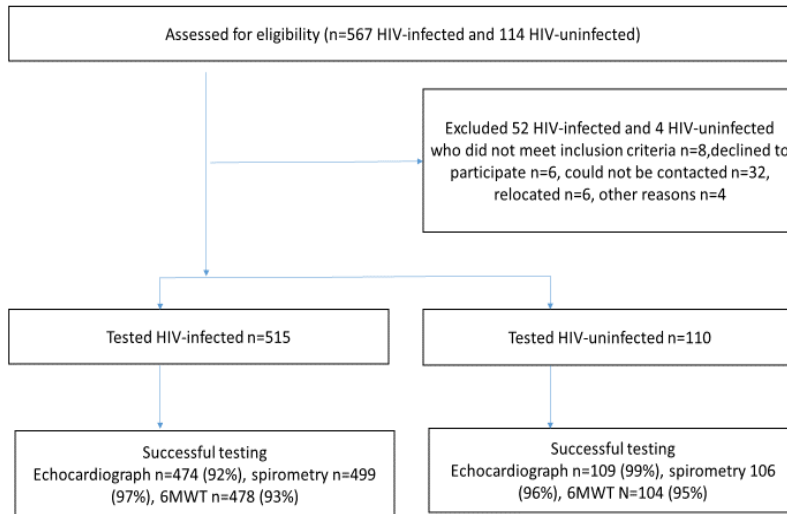 Assessed for eligibility (n=567 HIV-infected and 114 HIV-uninfected)
Excluded 52 HIV-infected and 4 HIV-uninfected
who did not meet inclusion criteria n=8,declined to
participate n=6, could not be contacted n=32,
relocated n=6, other reasons n=4
Tested HIV-infected n=515
Tested HIV-uninfected n=110
Successful testing
Echocardiograph n=474 (92%), spirometry n=499
(97%), 6MWT n=478 (93%)
Successful testing
Echocardiograph n=109 (99%), spirometry 106
(96%), 6MWT N=104 (95%)